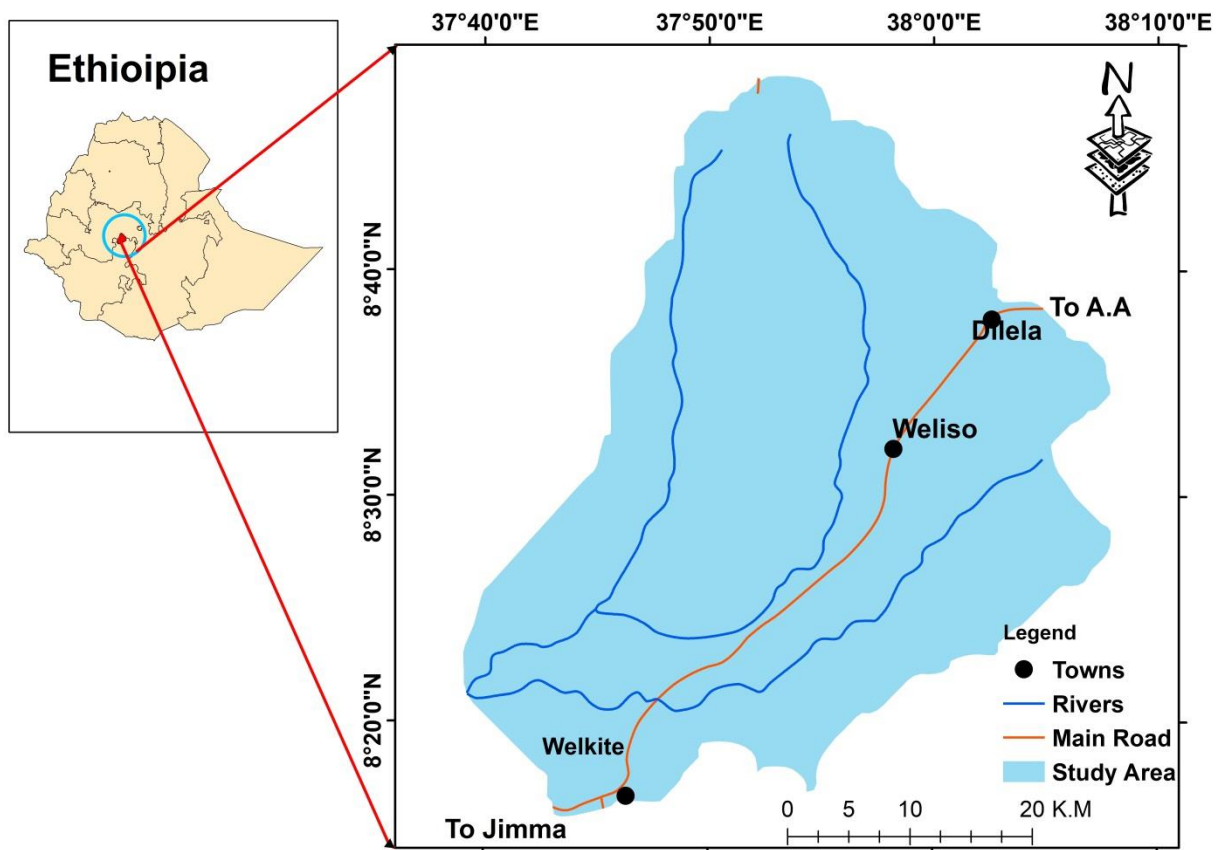 Ethioipia
37°40'0"E
37°50'0"E
38°0'0"E
38°10'0"E
N
8°40'0"N
8°30'0"N
8°20'0"N
To A.A
Dilela
Weliso
Welkite
To Jimma
Legend
Towns
Rivers
Main Road
Study Area
0 5 10 20 K.M